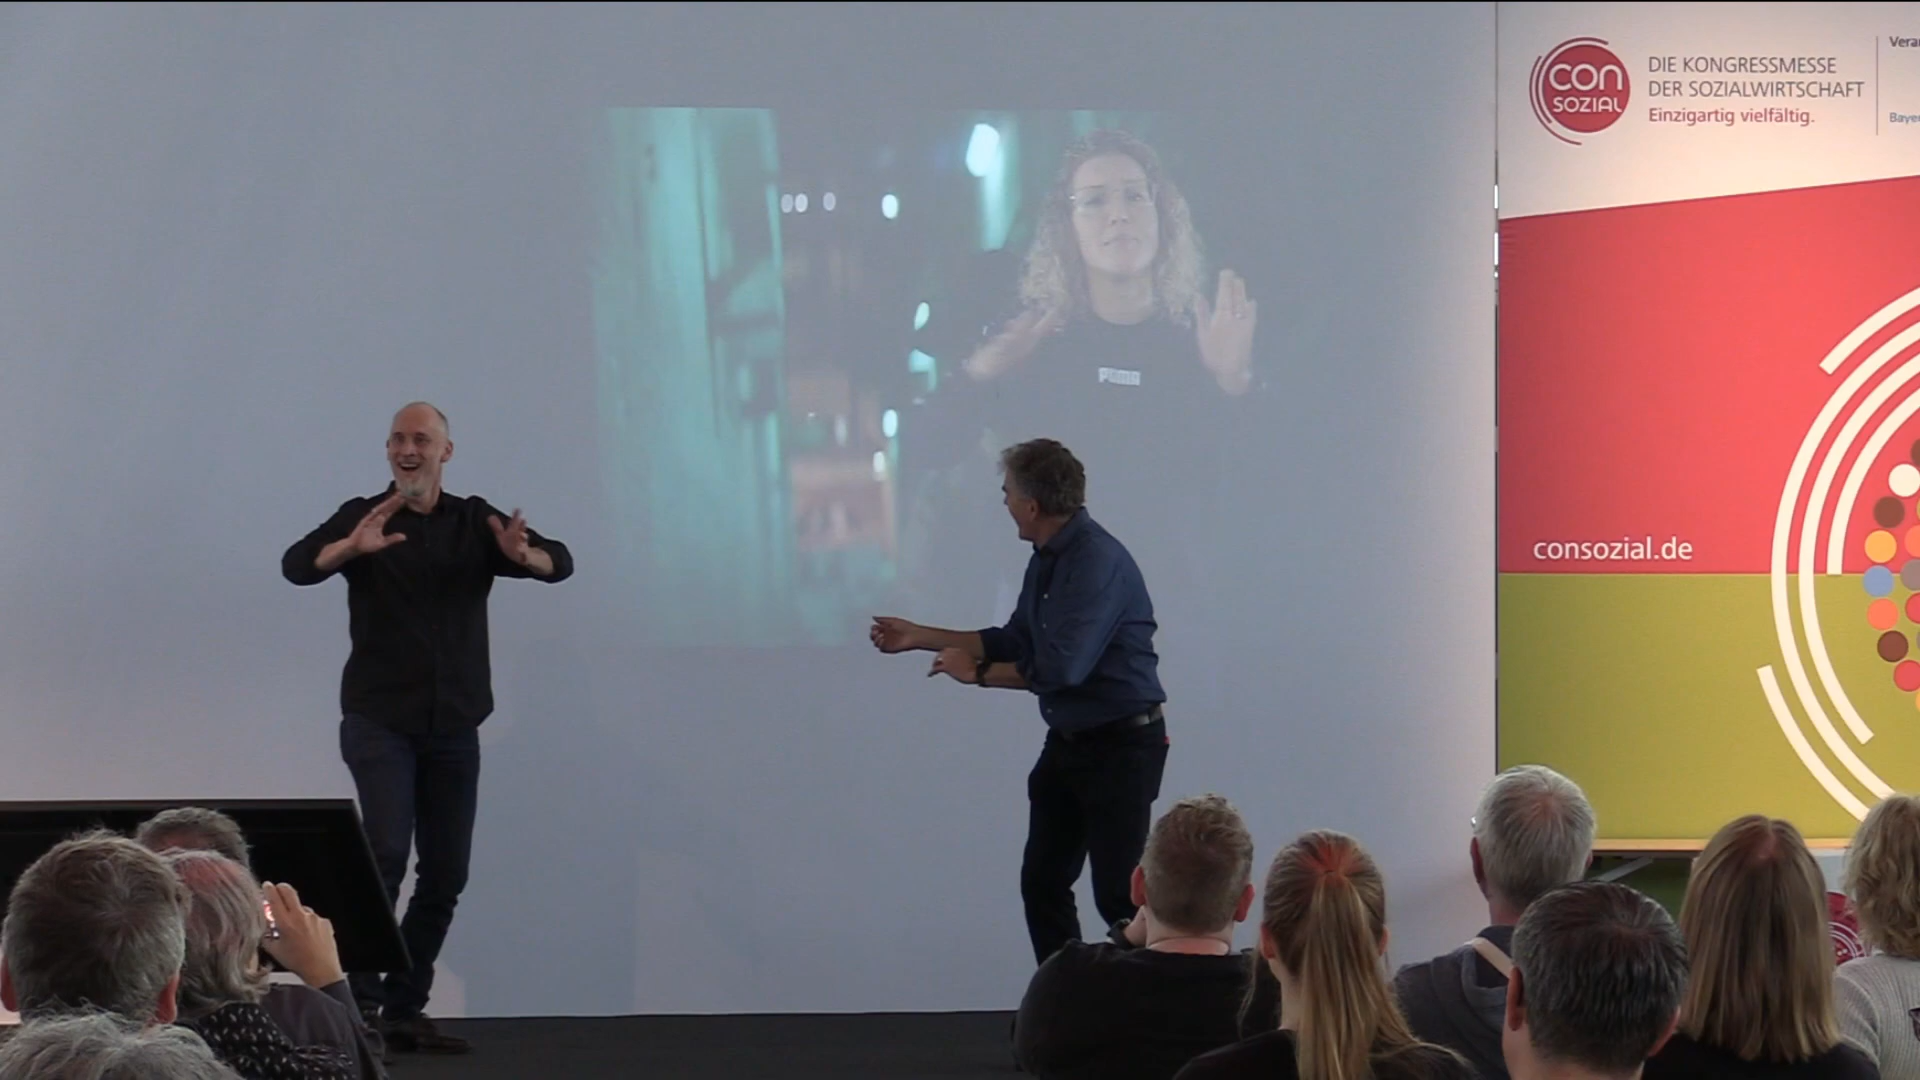 CON
SOZIAL
DIE KONGRESSMESSE
DER SOZIALWIRTSCHAFT
Einzigartig vielfältig.
consozial.de
PUMA